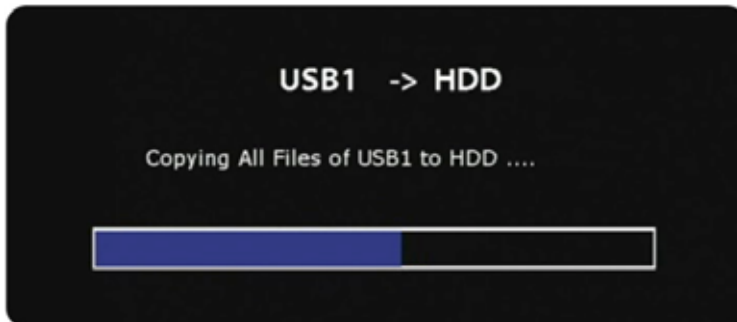 USB1 -> HDD
Copying All Files of USB1 to HDD ....